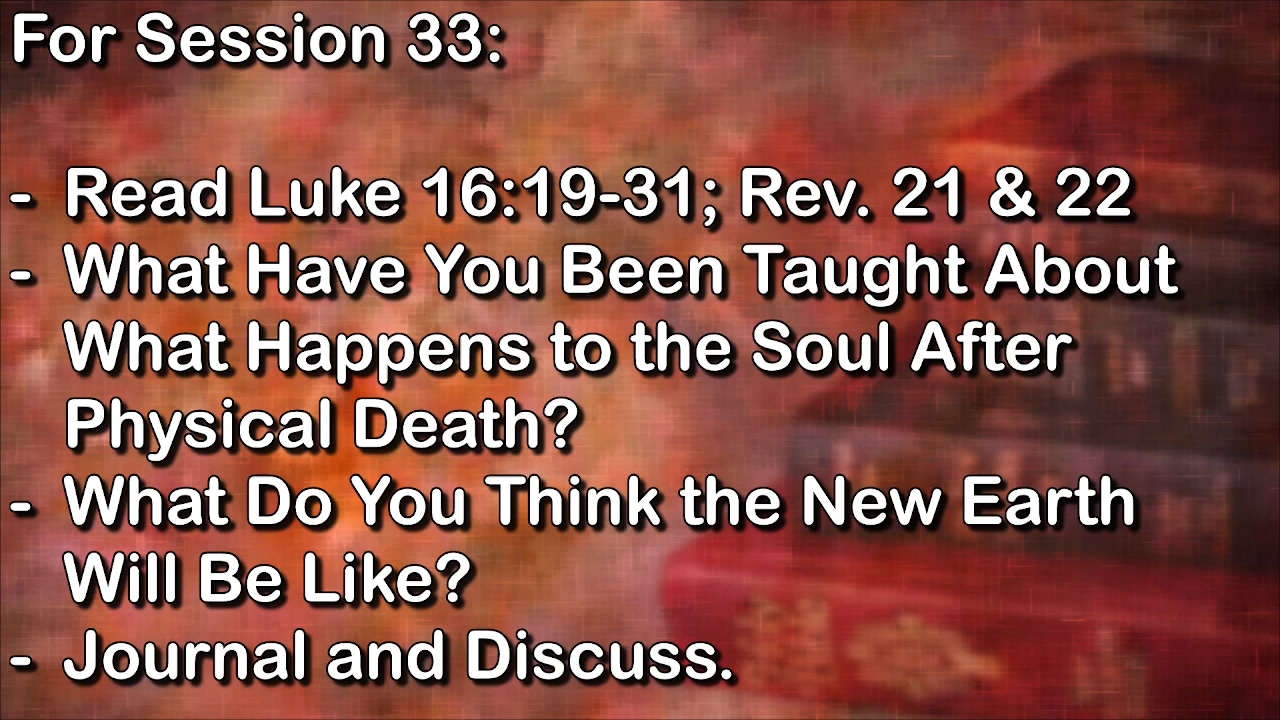 For Session 33:
- Read Luke 16:19-31; Rev. 21 & 22
- What Have You Been Taught About
What Happens to the Soul After
Physical Death?
- What Do You Think the New Earth
Will Be Like?
- Journal and Discuss.